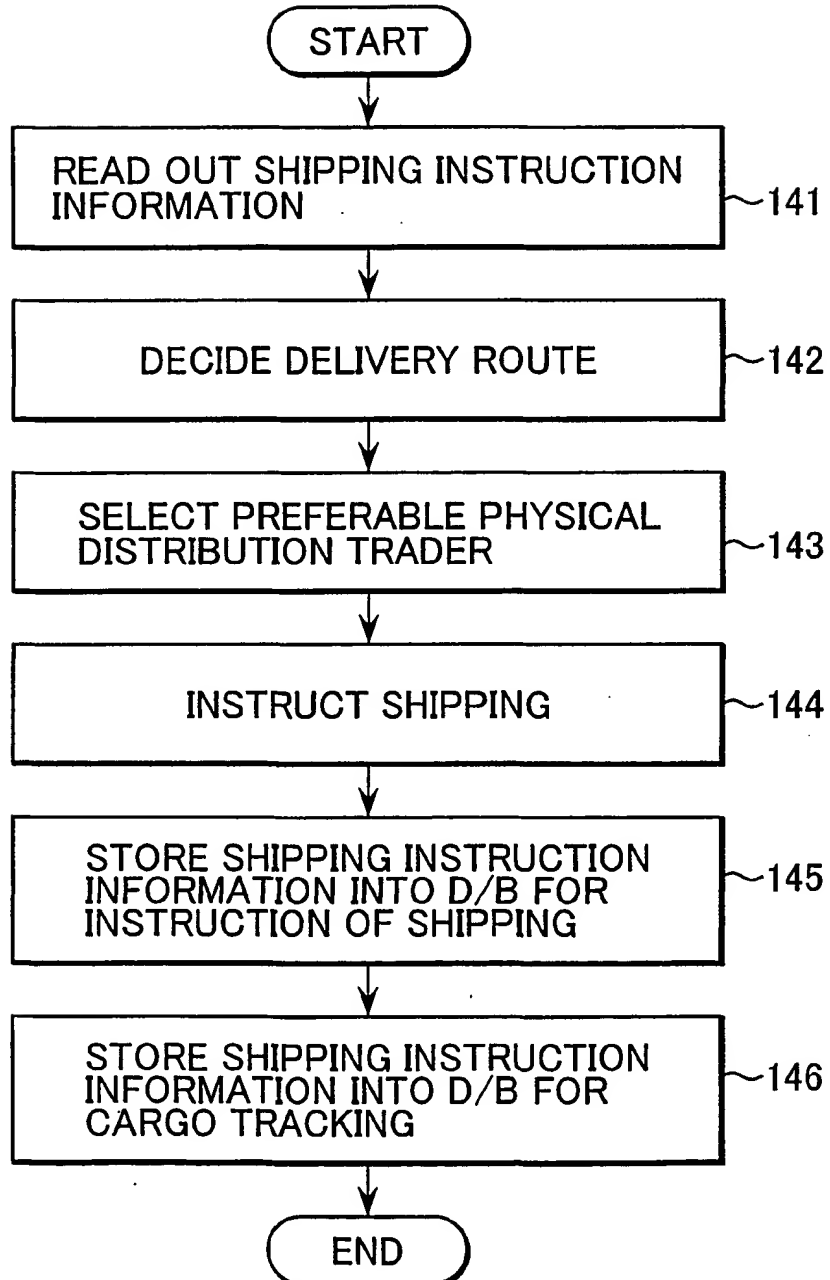 START
READ OUT SHIPPING INSTRUCTION
INFORMATION
141
DECIDE DELIVERY ROUTE
142
SELECT PREFERABLE PHYSICAL
DISTRIBUTION TRADER
143
INSTRUCT SHIPPING
144
STORE SHIPPING INSTRUCTION
INFORMATION INTO D/B FOR
INSTRUCTION OF SHIPPING
145
STORE SHIPPING INSTRUCTION
INFORMATION INTO D/B FOR
CARGO TRACKING
146
END